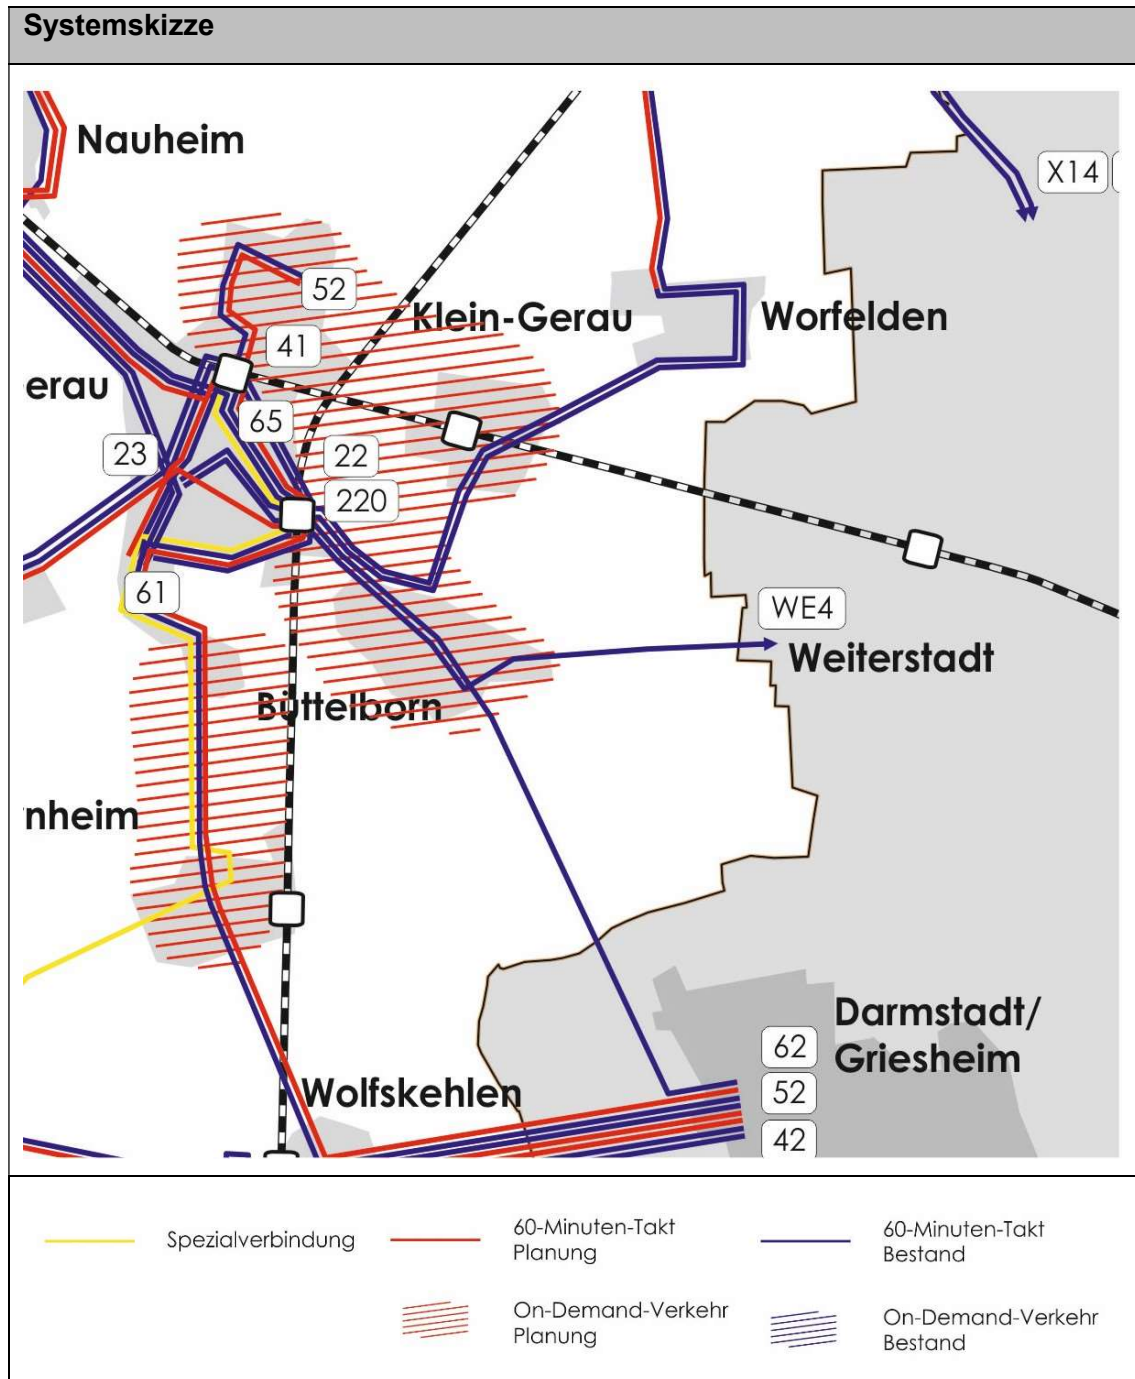 Systemskizze
Nauheim
X14
52
Klein-Gerau
Worfelden
41
erau
65
23
22
220
61
WE4
Weiterstadt
Büttelborn
nheim
Darmstadt/
Griesheim
62
Wolfskehlen
52
42
Spezialverbindung
60-Minuten-Takt
Planung
60-Minuten-Takt
Bestand
On-Demand-Verkehr
Planung
On-Demand-Verkehr
Bestand